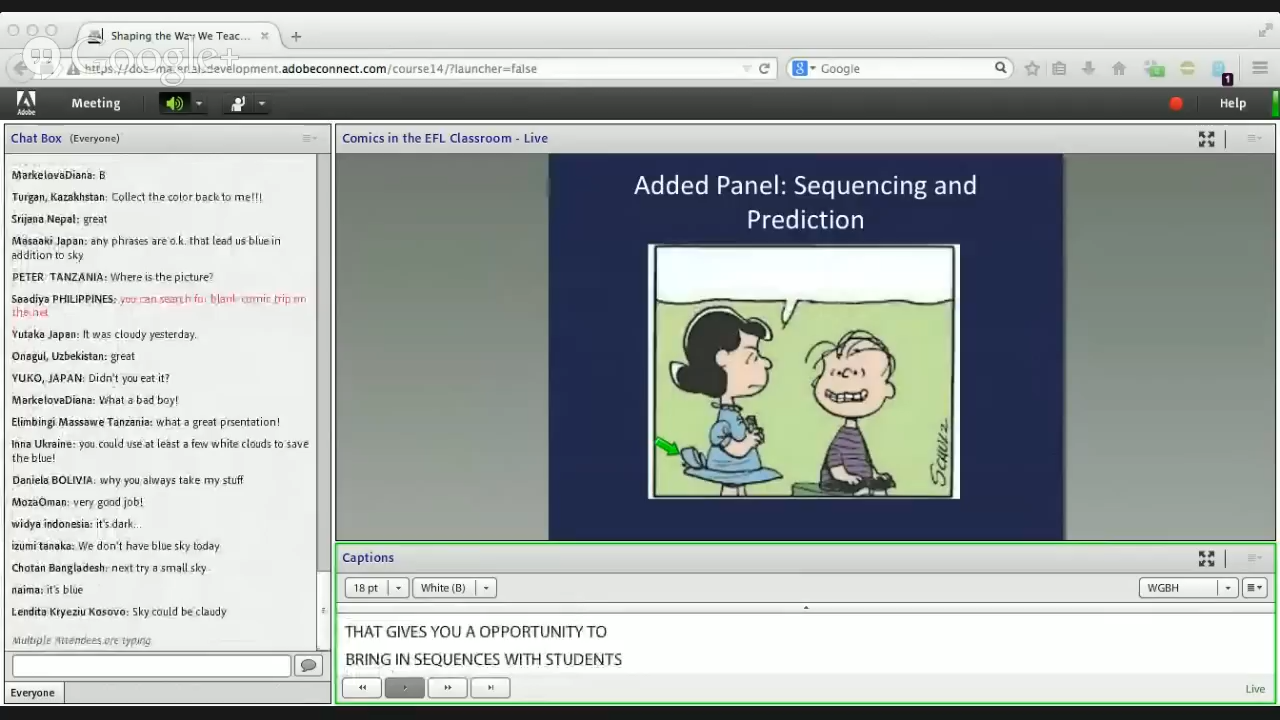 Shaping the Way We Teac...
Google+
adobeconnect.com/course14/?launcher=false
Google
1
Adobe
Meeting
Help
Chat Box (Everyone)
MarkelovaDiana: B
Turgan, Kazakhstan: Collect the color back to me!!!
Srijana Nepal: great
Masaaki Japan: any phrases are o.k. that lead us blue in
addition to sky
PETER TANZANIA: Where is the picture?
Saadiya PHILIPPINES: you can search for blank comic trip on
the net
Yutaka Japan: It was cloudy yesterday.
Onagul, Uzbekistan: great
YUKO, JAPAN: Didn't you eat it?
MarkelovaDiana: What a bad boy!
Elimbingi Massawe Tanzania: what a great prsentation!
Inna Ukraine: you could use at least a few white clouds to save
the blue!
Daniela BOLIVIA: why you always take my stuff
MozaOman: very good job!
widya indonesia: it's dark...
izumi tanaka: We don't have blue sky today
Chotan Bangladesh: next try a small sky
naima: it's blue
Lendita Kryeziu Kosovo: Sky could be claudy
Multiple Attendees are typing
Everyone
Comics in the EFL Classroom - Live
Added Panel: Sequencing and
Prediction
SCHULZ
Captions
18 pt
White (B)
WGBH
THAT GIVES YOU A OPPORTUNITY TO
BRING IN SEQUENCES WITH STUDENTS
Live